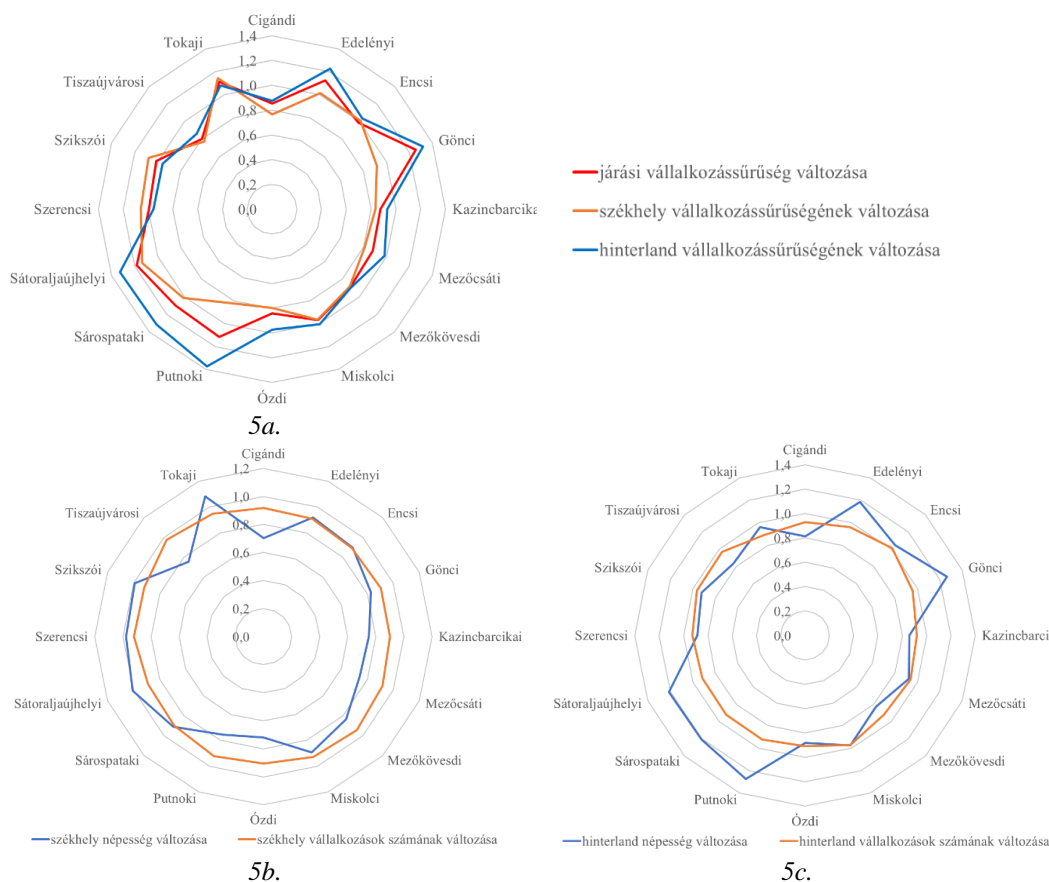 Cigándi
Edelényi
Encsi
Gönci
Kazincbarcika
Mezőcsáti
Mezőkövesdi
Miskolci
Ózdi
Putnoki
Sárospataki
Sátoraljaújhelyi
Szerencsi
Szikszói
Tiszaújvárosi
Tokaji
1,4
1,2
1,0
0,8
0,6
0,4
0,2
0,0
5a.
járási vállalkozássűrűség változása
székhely vállalkozássűrűségének változása
hinterland vállalkozássűrűségének változása
Cigándi
Edelényi
Encsi
Gönci
Kazincbarcikai
Mezőcsáti
Mezőkövesdi
Miskolci
Ózdi
Putnoki
Sárospataki
Sátoraljaújhelyi
Szerencsi
Szikszói
Tiszaújvárosi
Tokaji
1,2
1,0
0,8
0,6
0,4
0,2
0,0
székhely népesség változása
székhely vállalkozások számának változása
5b.
Cigándi
Edelényi
Encsi
Gönci
Kazincbarci
Mezőcsáti
Mezőkövesdi
Miskolci
Ózdi
Putnoki
Sárospataki
Sátoraljaújhelyi
Szerencsi
Szikszói
Tiszaújvárosi
Tokaji
1,4
1,2
1,0
0,8
0,6
0,4
0,2
0,0
hinterland népesség változása
hinterland vállalkozások számának változása
5c.